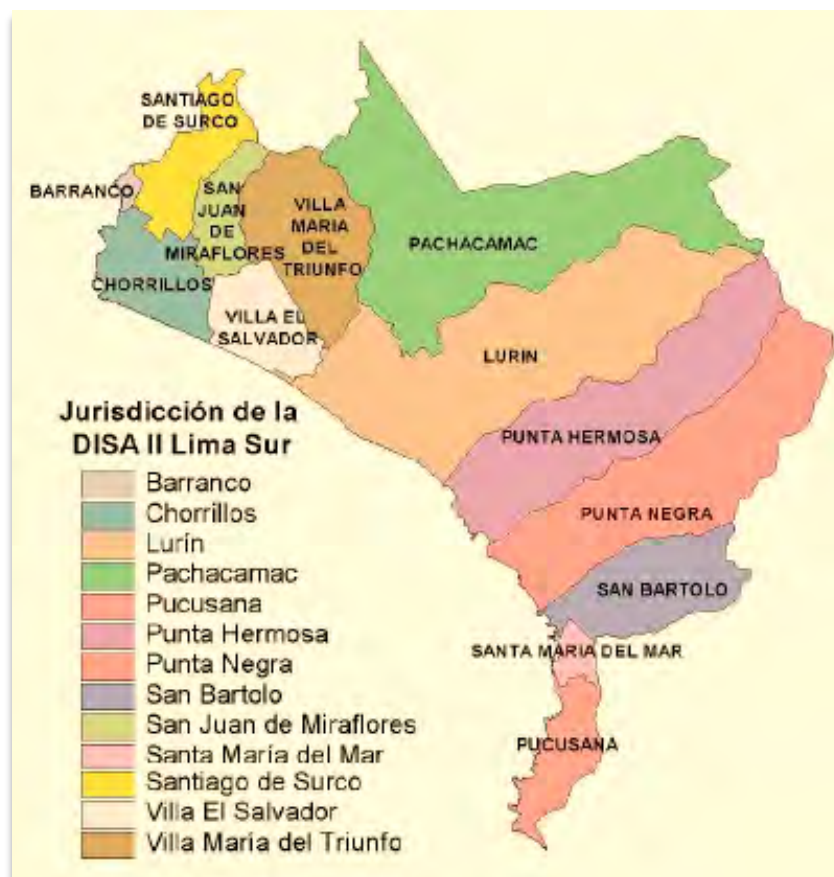 SANTIAGO
DE SURCO
BARRANCO
SAN
JUAN
DE
MIRAFLORES
VILLA
MARIA
DEL
TRIUNFO
PACHACAMAC
CHORRILLOS
VILLA EL
SALVADOR
LURIN
Jurisdicción de la
DISA II Lima Sur
Barranco
Chorrillos
Lurín
Pachacamac
Pucusana
Punta Hermosa
Punta Negra
San Bartolo
San Juan de Miraflores
Santa María del Mar
Santiago de Surco
Villa El Salvador
Villa María del Triunfo
PUNTA HERMOSA
PUNTA NEGRA
SAN BARTOLO
SANTA MARIA DEL MAR
PUCUSANA